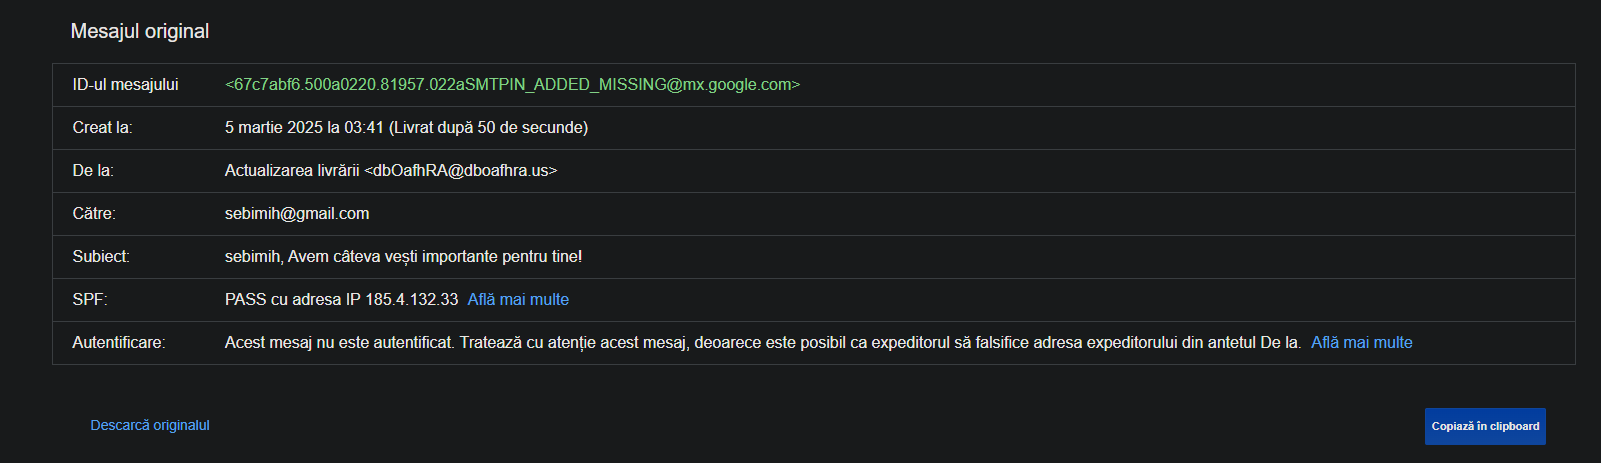 Mesajul original
ID-ul mesajului <67c7abf6.500a0220.81957.022aSMTPIN_ADDED_MISSING@mx.google.com>
Creat la: 5 martie 2025 la 03:41 (Livrat după 50 de secunde)
De la: Actualizarea livrării <dbOafhRA@dboafhra.us>
Către: sebimih@gmail.com
Subiect: sebimih, Avem câteva vești importante pentru tine!
SPF: PASS cu adresa IP 185.4.132.33 Află mai multe
Autentificare: Acest mesaj nu este autentificat. Tratează cu atenție acest mesaj, deoarece este posibil ca expeditorul să falsifice adresa expeditorului din antetul De la. Află mai multe
Descarcă originalul Copiază în clipboard